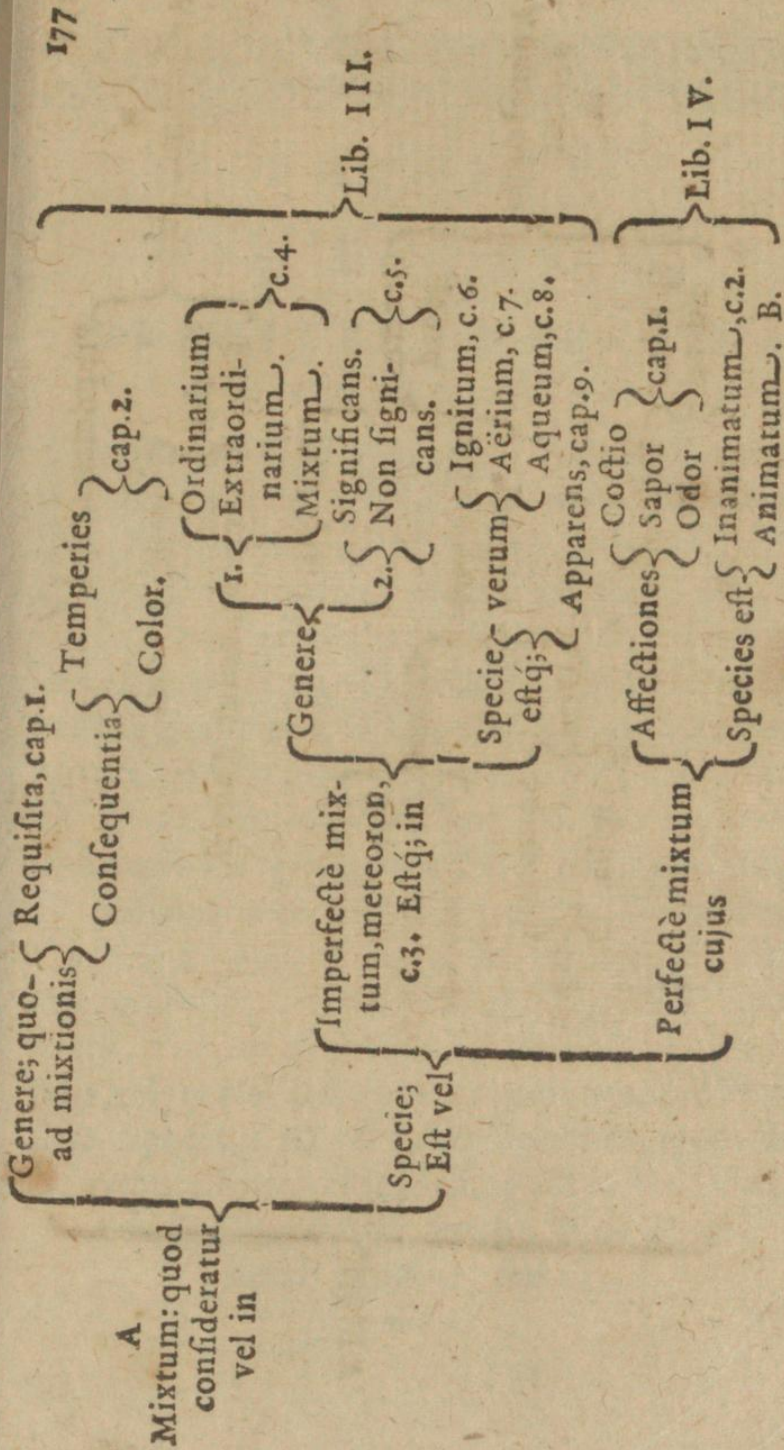 177
A
Mixtum: quod
conſideratur
vel in
Genere; quo-
ad mixtionis
Requiſita, cap.1.
Conſequentia
Temperies
Color.
cap.2.
Specie;
Eſt vel
Imperfectè mix-
tum, meteoron,
c.3. Eſtq́; in
Genere
1.
Ordinarium
Extraordi-
narium.
Mixtum.
c.4.
2.
Significans.
Non ſigni-
cans.
c.5.
Specie
eſtq́;
verum
Ignitum, c.6.
Aërium, c.7.
Aqueum, c.8.
Apparens, cap.9.
Lib. III.
Perfectè mixtum
cujus
Affectiones
Coctio
Sapor
Odor
cap.1.
Species eſt
Inanimatum, c.2.
Animatum. B.
Lib. IV.